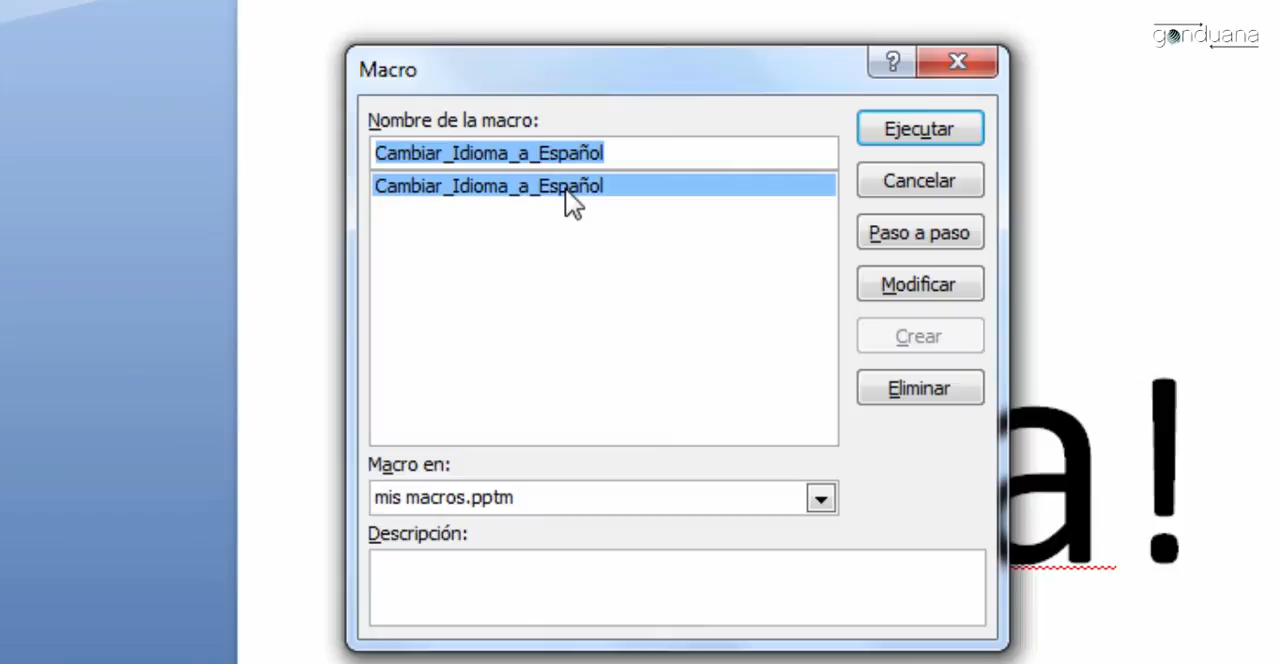 gonduana
Macro
?
Nombre de la macro:
Cambiar_Idioma_a_Español
Cambiar_Idioma_a_Español
Ejecutar
Cancelar
Paso a paso
Modificar
Crear
Eliminar
Macro en:
mis macros.pptm
Descripción:
a!